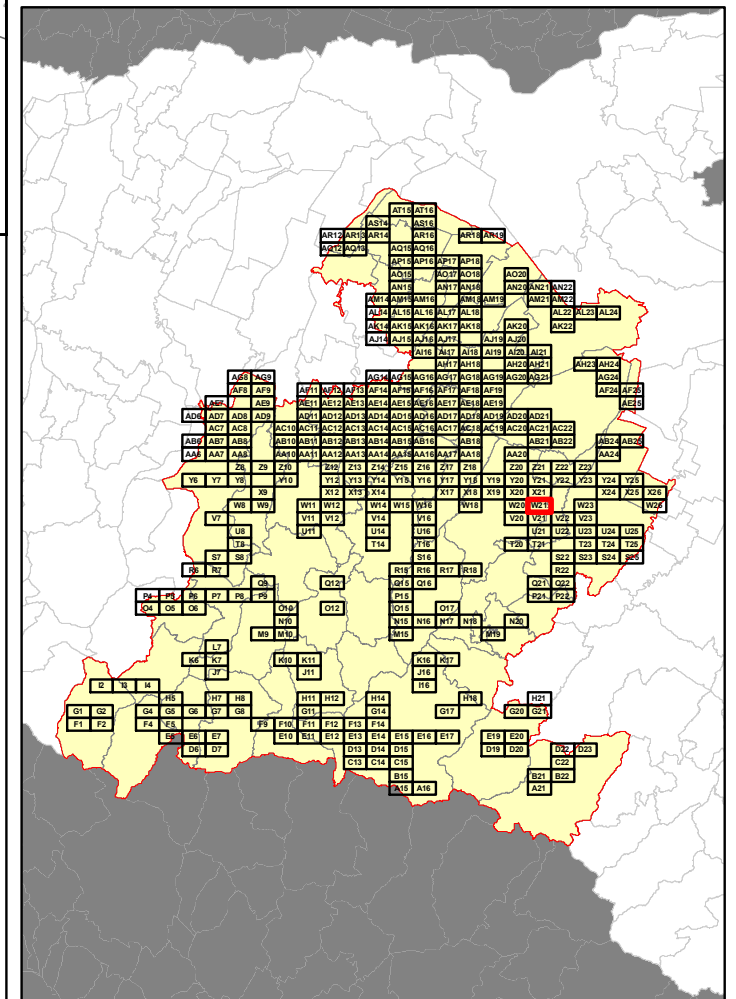 AT15 AT16
AS14 AS16
AR12 AR13 AR14 AR16 AR18 AR19
AQ12 AQ13 AQ15 AQ16
AP15 AP16 AP17 AP18
AO15 AO17 AO18 AO20
AN15 AN17 AN18 AN20 AN21 AN22
AM14 AM15 AM16 AM18 AM19 AM21 AM22
AL14 AL15 AL16 AL17 AL18 AL22 AL23 AL24
AK14 AK15 AK16 AK17 AK18 AK20 AK22
AJ14 AJ15 AJ16 AJ17 AJ19 AJ20
AI16 AI17 AI18 AI19 AI20 AI21
AH17 AH18 AH20 AH21 AH23 AH24
AG8 AG9 AG14 AG15 AG16 AG17 AG18 AG19 AG20 AG21 AG24
AF8 AF9 AF11 AF12 AF13 AF14 AF15 AF16 AF17 AF18 AF19 AF24 AF25
AE7 AE9 AE11 AE12 AE13 AE14 AE15 AE16 AE17 AE18 AE19 AE25
AD6 AD7 AD8 AD9 AD11 AD12 AD13 AD14 AD15 AD16 AD17 AD18 AD19 AD20 AD21
AC7 AC8 AC10 AC11 AC12 AC13 AC14 AC15 AC16 AC17 AC18 AC19 AC20 AC21 AC22
AB6 AB7 AB8 AB10 AB11 AB12 AB13 AB14 AB15 AB16 AB18 AB21 AB22 AB24 AB25
AA6 AA7 AA8 AA10 AA11 AA12 AA13 AA14 AA15 AA16 AA17 AA18 AA20 AA24
Z8 Z9 Z10 Z12 Z13 Z14 Z15 Z16 Z17 Z18 Z20 Z21 Z22 Z23
Y6 Y7 Y8 Y10 Y12 Y13 Y14 Y15 Y16 Y17 Y18 Y19 Y20 Y21 Y22 Y23 Y24 Y25
X9 X12 X13 X14 X17 X18 X19 X20 X21 X24 X25 X26
W8 W9 W11 W12 W14 W15 W16 W18 W20 W21 W23 W26
V7 V11 V12 V14 V16 V20 V21 V22 V23
U8 U11 U14 U16 U21 U22 U23 U24 U25
T8 T14 T16 T20 T21 T23 T24 T25
S7 S8 S16 S22 S23 S24 S25
R6 R7 R15 R16 R17 R18 R22
Q9 Q12 Q15 Q16 Q21 Q22
P4 P5 P6 P7 P8 P9 P15 P21 P22
O4 O5 O6 O10 O12 O15 O17
N10 N15 N16 N17 N18 N20
M9 M10 M15 M19
L7
K6 K7 K10 K11 K16 K17
J7 J11 J16
I2 I3 I4 I16
H5 H7 H8 H11 H12 H14 H18 H21
G1 G2 G4 G5 G6 G7 G8 G11 G14 G17 G20 G21
F1 F2 F4 F5 F9 F10 F11 F12 F13 F14
E5 E6 E7 E10 E11 E12 E13 E14 E15 E16 E17 E19 E20
D6 D7 D13 D14 D15 D19 D20 D22 D23
C13 C14 C15 C22
B15 B21 B22
A15 A16 A21